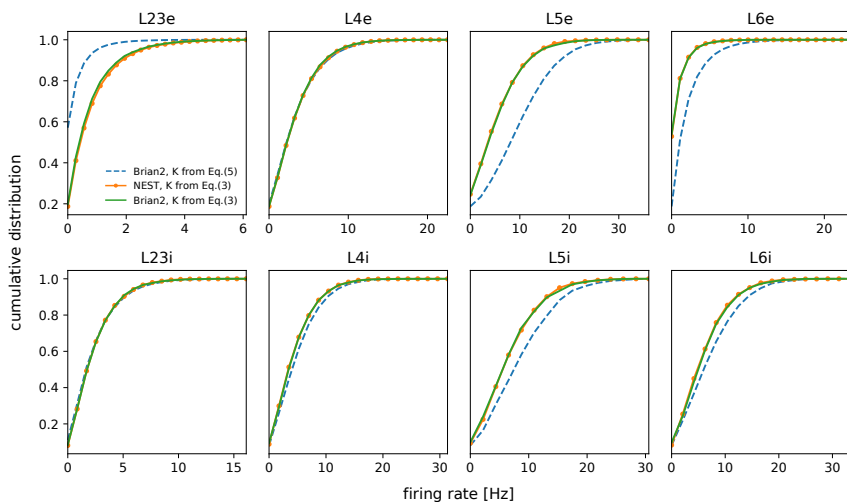 L23e
L4e
L5e
L6e
1.0
0.8
0.6
0.4
0.2
Brian2, K from Eq.(5)
NEST, K from Eq.(3)
Brian2, K from Eq.(3)
0 2 4 6
0 10 20
0 10 20 30
0 10 20
cumulative distribution
L23i
L4i
L5i
L6i
1.0
0.8
0.6
0.4
0.2
0 5 10 15
0 10 20 30
0 10 20 30
0 10 20 30
firing rate [Hz]